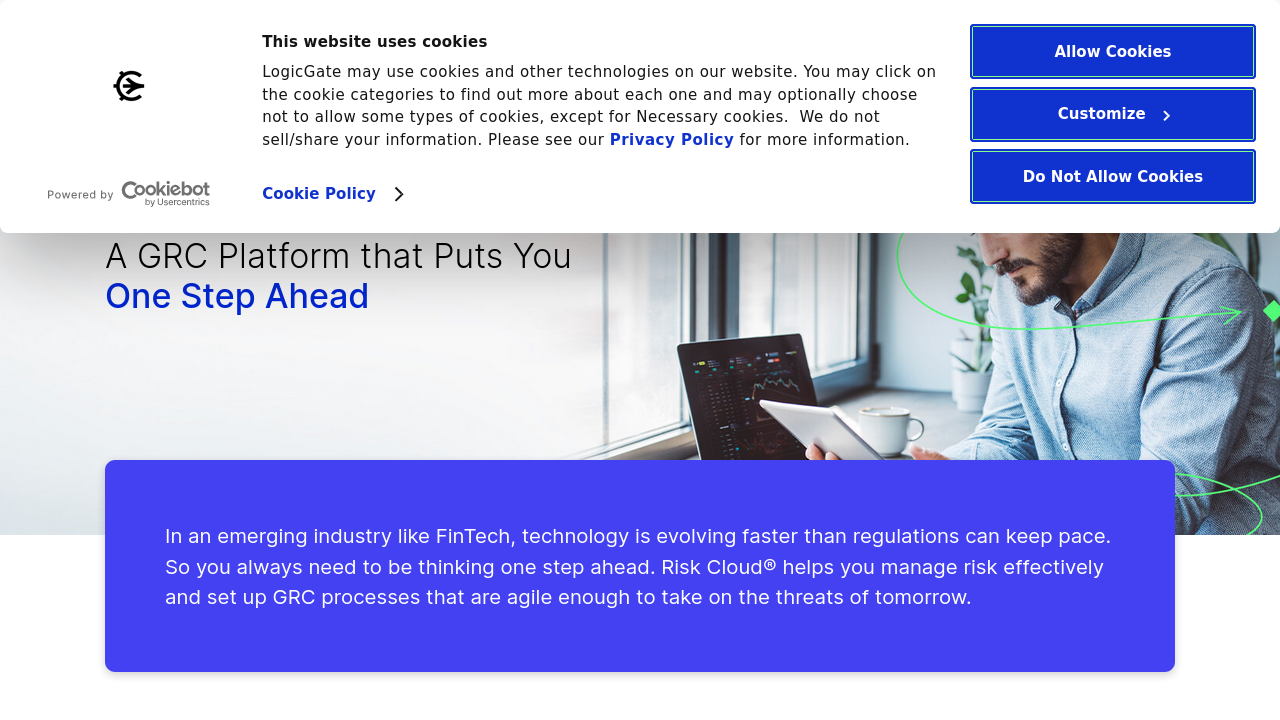 This website uses cookies
LogicGate may use cookies and other technologies on our website. You may click on
the cookie categories to find out more about each one and may optionally choose
not to allow some types of cookies, except for Necessary cookies.  We do not
sell/share your information. Please see our Privacy Policy for more information.
Powered by Cookiebot
by Usercentrics
Cookie Policy
Allow Cookies
Customize
Do Not Allow Cookies
A GRC Platform that Puts You
One Step Ahead
In an emerging industry like FinTech, technology is evolving faster than regulations can keep pace.
So you always need to be thinking one step ahead. Risk Cloud® helps you manage risk effectively
and set up GRC processes that are agile enough to take on the threats of tomorrow.